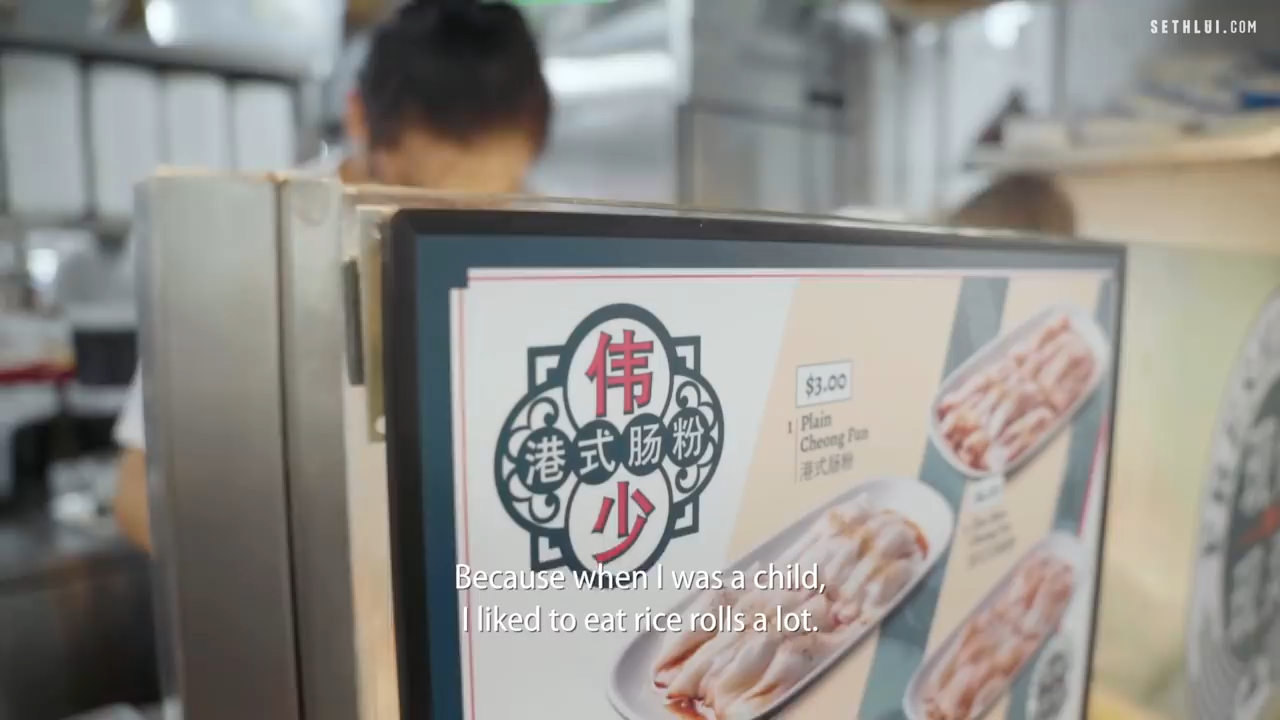 SETHLUI.COM
伟
港式肠粉
少
$3.00
1 Plain
Cheong Fun
港式肠粉
Because when I was a child,
I liked to eat rice rolls a lot.